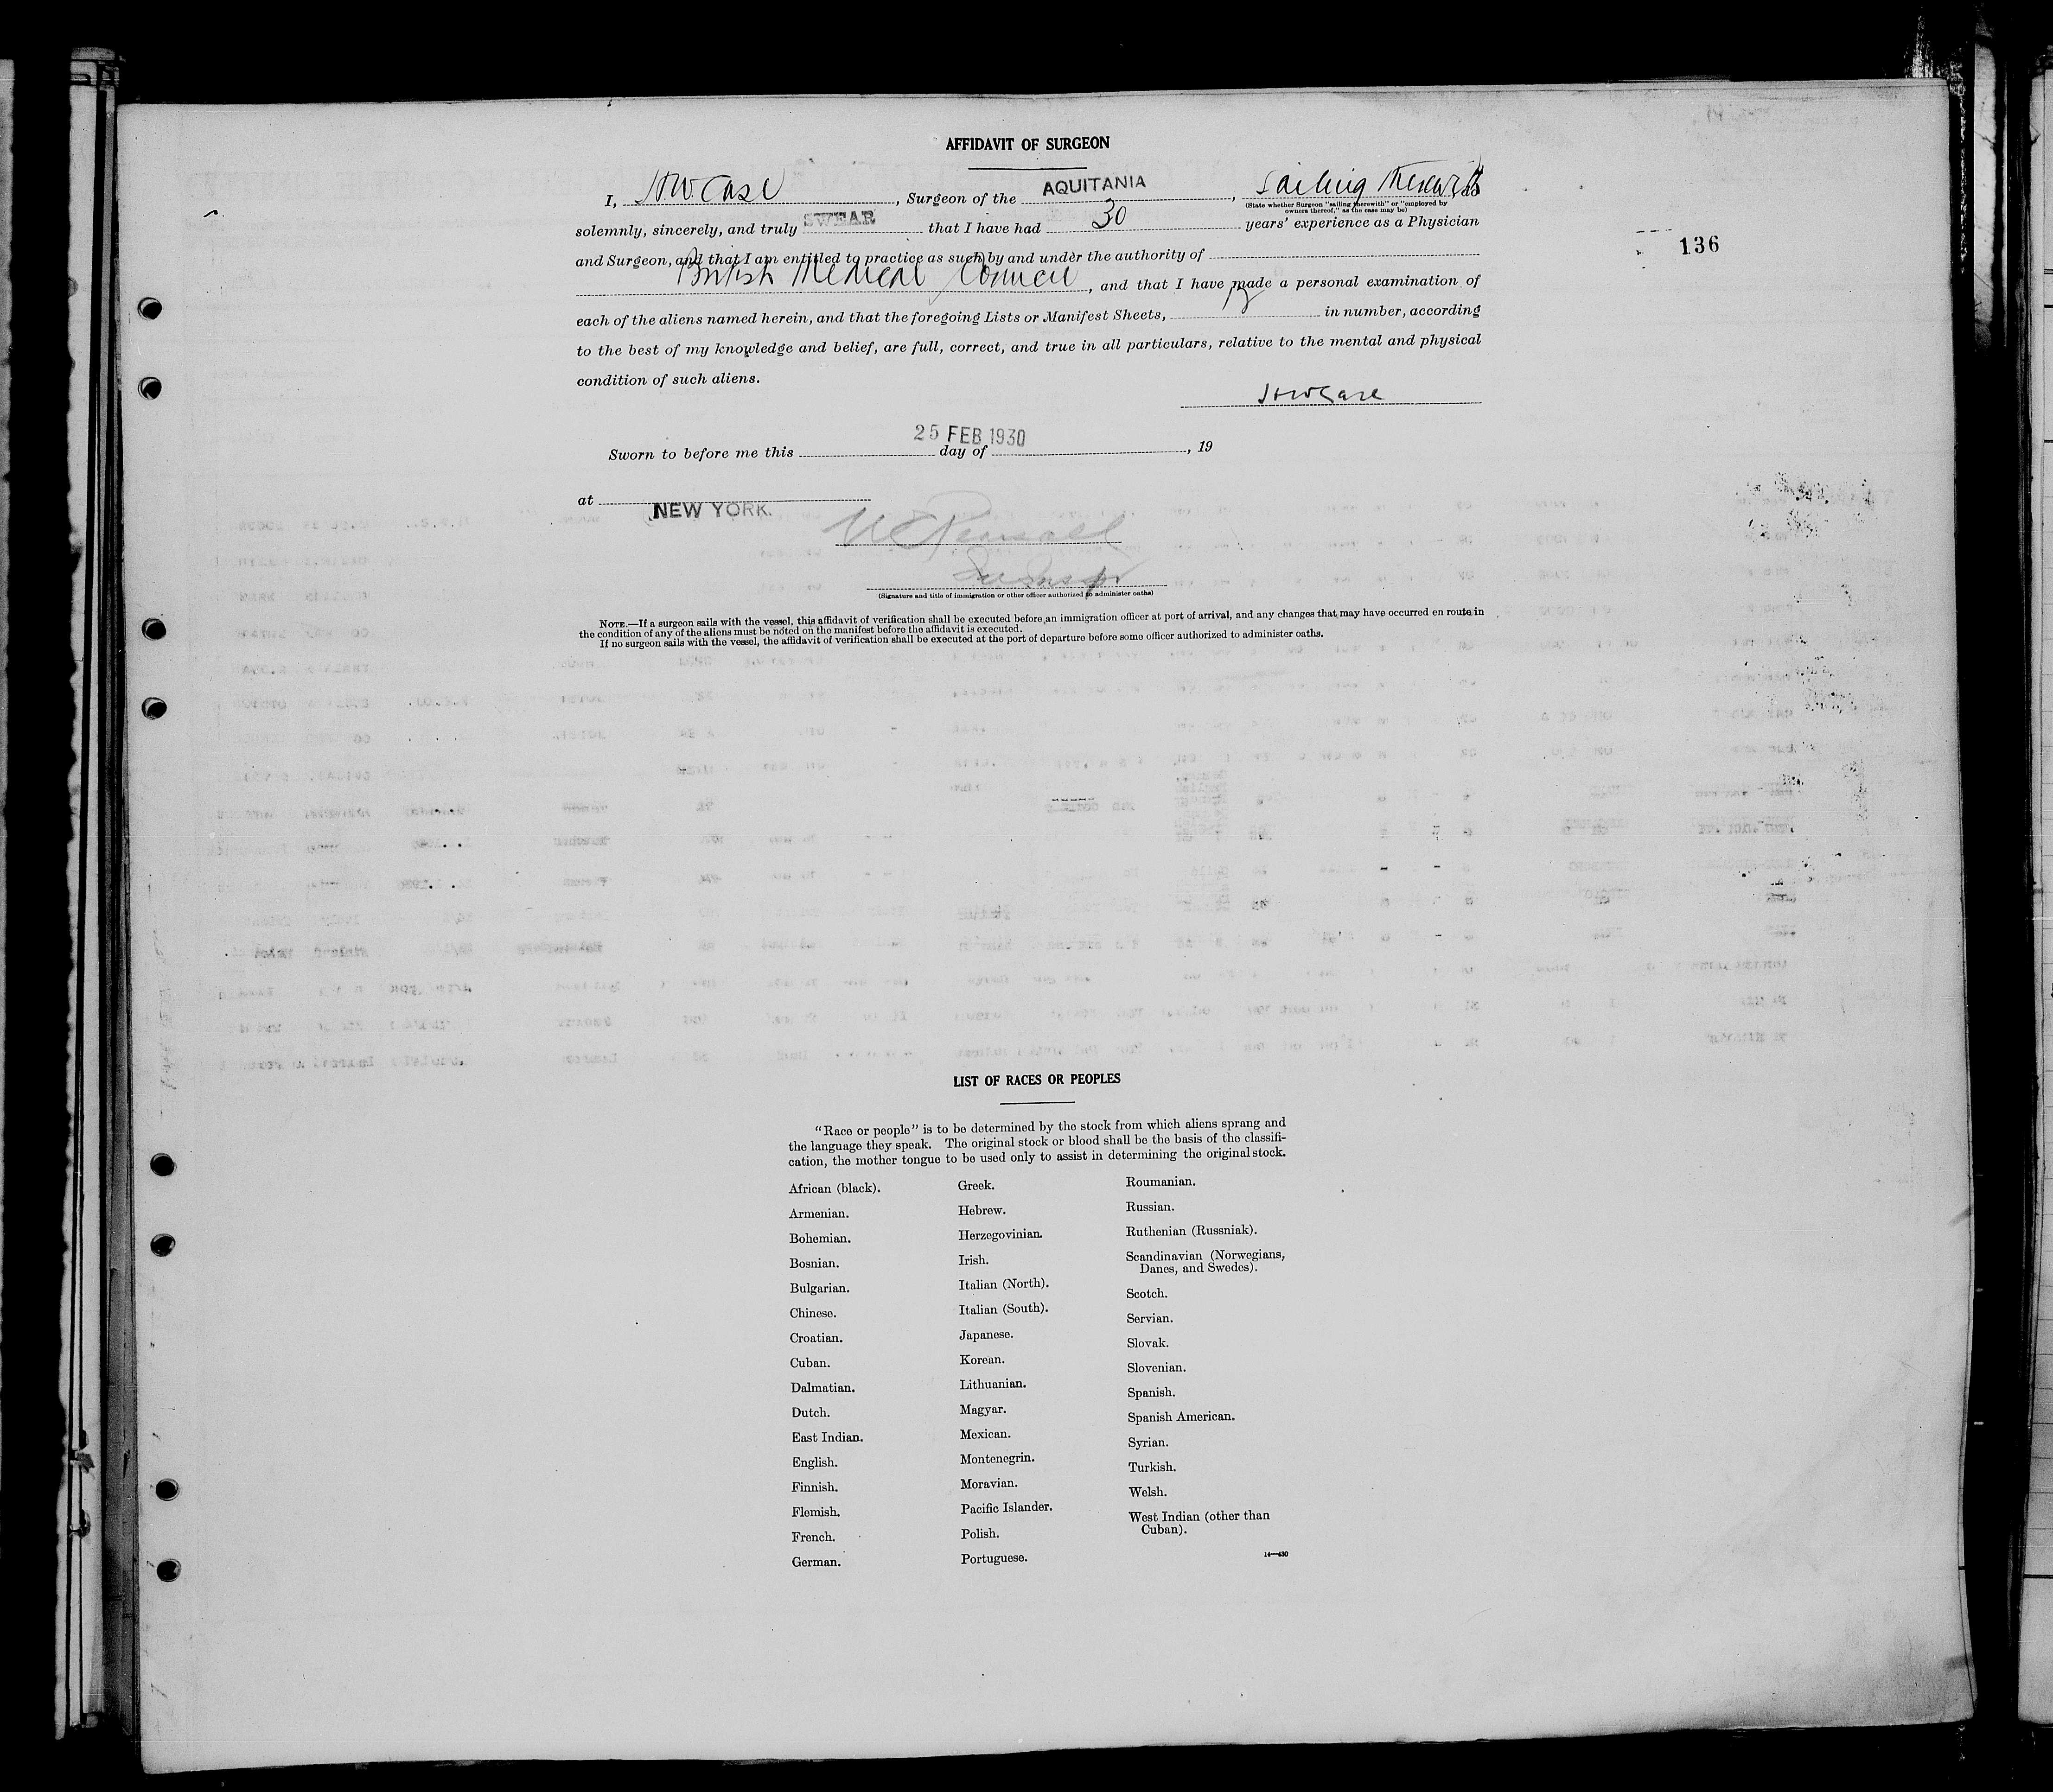 AFFIDAVIT OF SURGEON
I, H.W. Case, Surgeon of the AQUITANIA, Sailing therewith
(State whether Surgeon "sailing therewith" or "employed by
owners thereof," as the case may be)
solemnly, sincerely, and truly SWEAR that I have had 30 years' experience as a Physician
136
and Surgeon, and that I am entitled to practice as such by and under the authority of
British Medical Council, and that I have made a personal examination of
each of the aliens named herein, and that the foregoing Lists or Manifest Sheets, in number, according
to the best of my knowledge and belief, are full, correct, and true in all particulars, relative to the mental and physical
condition of such aliens.
HW Case
Sworn to before me this 25 day of FEB 1930, 19
at NEW YORK.
(Signature and title of immigration or other officer authorized to administer oaths)
NOTE.—If a surgeon sails with the vessel, this affidavit of verification shall be executed before an immigration officer at port of arrival, and any changes that may have occurred en route in
the condition of any of the aliens must be noted on the manifest before the affidavit is executed.
If no surgeon sails with the vessel, the affidavit of verification shall be executed at the port of departure before some officer authorized to administer oaths.
LIST OF RACES OR PEOPLES
"Race or people" is to be determined by the stock from which aliens sprang and
the language they speak. The original stock or blood shall be the basis of the classifi-
cation, the mother tongue to be used only to assist in determining the original stock.
African (black).
Armenian.
Bohemian.
Bosnian.
Bulgarian.
Chinese.
Croatian.
Cuban.
Dalmatian.
Dutch.
East Indian.
English.
Finnish.
Flemish.
French.
German.
Greek.
Hebrew.
Herzegovinian.
Irish.
Italian (North).
Italian (South).
Japanese.
Korean.
Lithuanian.
Magyar.
Mexican.
Montenegrin.
Moravian.
Pacific Islander.
Polish.
Portuguese.
Roumanian.
Russian.
Ruthenian (Russniak).
Scandinavian (Norwegians,
Danes, and Swedes).
Scotch.
Servian.
Slovak.
Slovenian.
Spanish.
Spanish American.
Syrian.
Turkish.
Welsh.
West Indian (other than
Cuban).
14—430